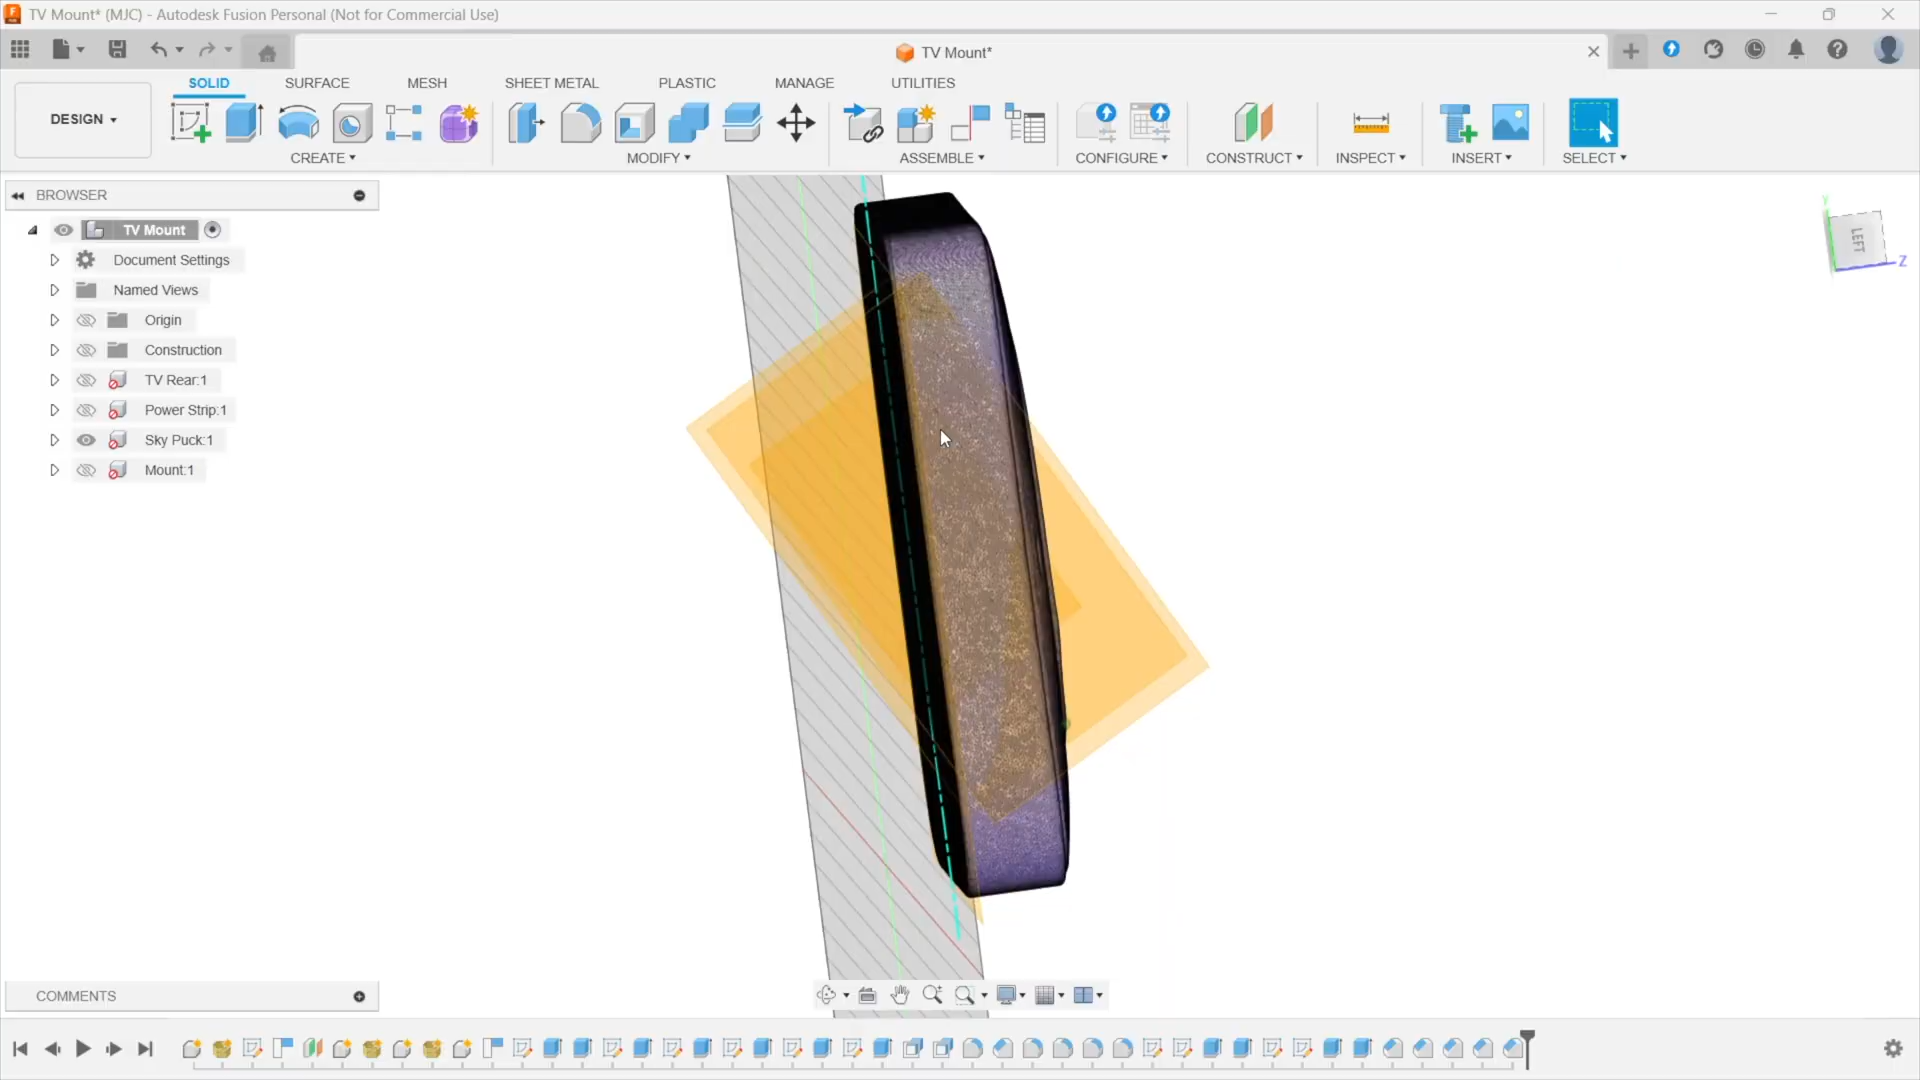 TV Mount* (MJC) - Autodesk Fusion Personal (Not for Commercial Use)
TV Mount*
SOLID SURFACE MESH SHEET METAL PLASTIC MANAGE UTILITIES
DESIGN
CREATE MODIFY ASSEMBLE CONFIGURE CONSTRUCT INSPECT INSERT SELECT
BROWSER
TV Mount
Document Settings
Named Views
Origin
Construction
TV Rear:1
Power Strip:1
Sky Puck:1
Mount:1
Y
LEFT
Z
COMMENTS